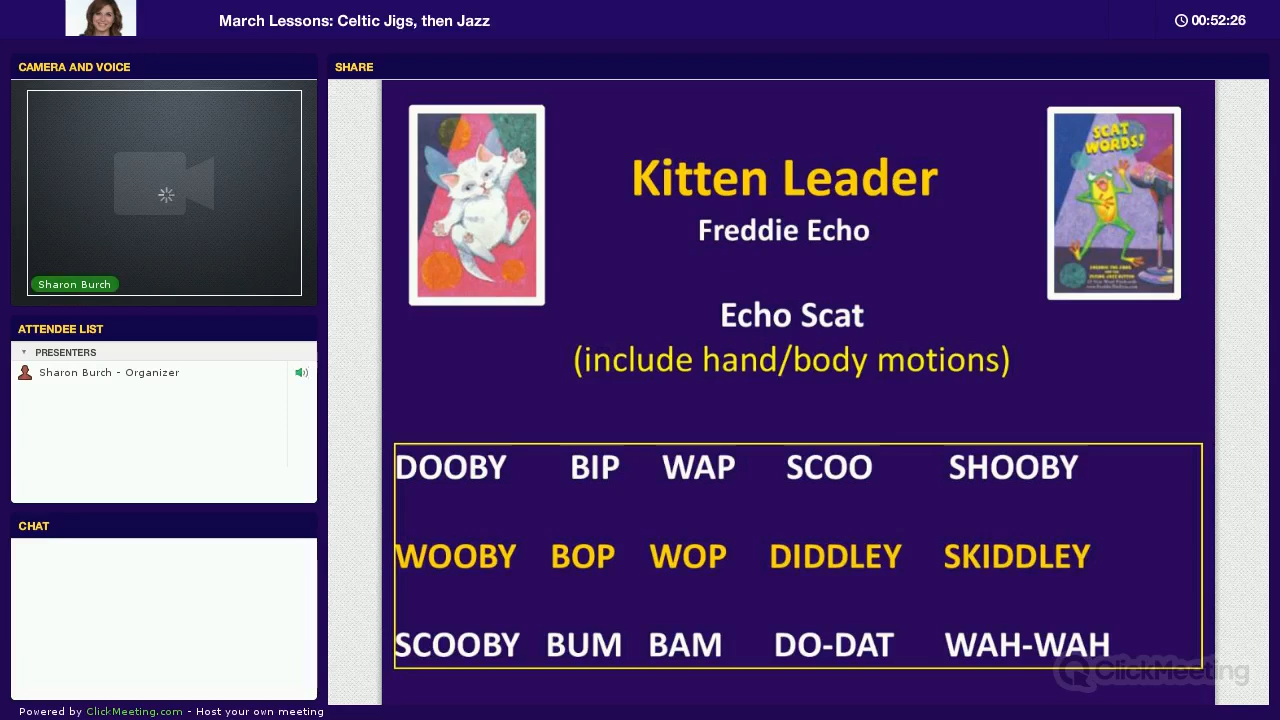 March Lessons: Celtic Jigs, then Jazz
00:52:26
CAMERA AND VOICE
Sharon Burch
ATTENDEE LIST
PRESENTERS
Sharon Burch - Organizer
CHAT
SHARE
SCAT
WORDS!
Kitten Leader
Freddie Echo
Echo Scat
(include hand/body motions)
DOOBY BIP WAP SCOO SHOOBY
WOOBY BOP WOP DIDDLEY SKIDDLEY
SCOOBY BUM BAM DO-DAT WAH-WAH
ClickMeeting
Powered by ClickMeeting.com - Host your own meeting